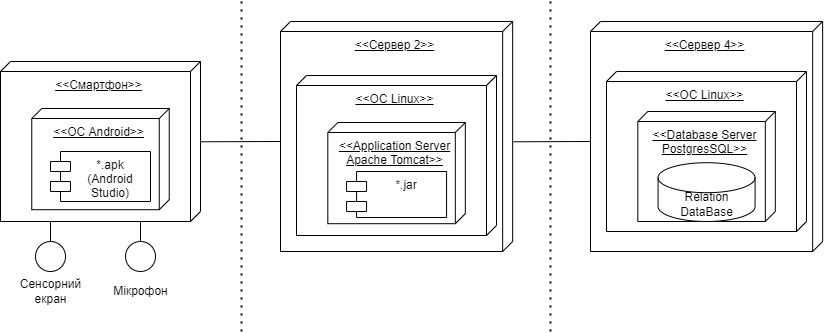 <<Смартфон>>
<<ОС Android>>
*.apk
(Android
Studio)
Сенсорний
екран
Мікрофон
<<Сервер 2>>
<<ОС Linux>>
<<Application Server
Apache Tomcat>>
*.jar
<<Сервер 4>>
<<ОС Linux>>
<<Database Server
PostgresSQL>>
Relation
DataBase